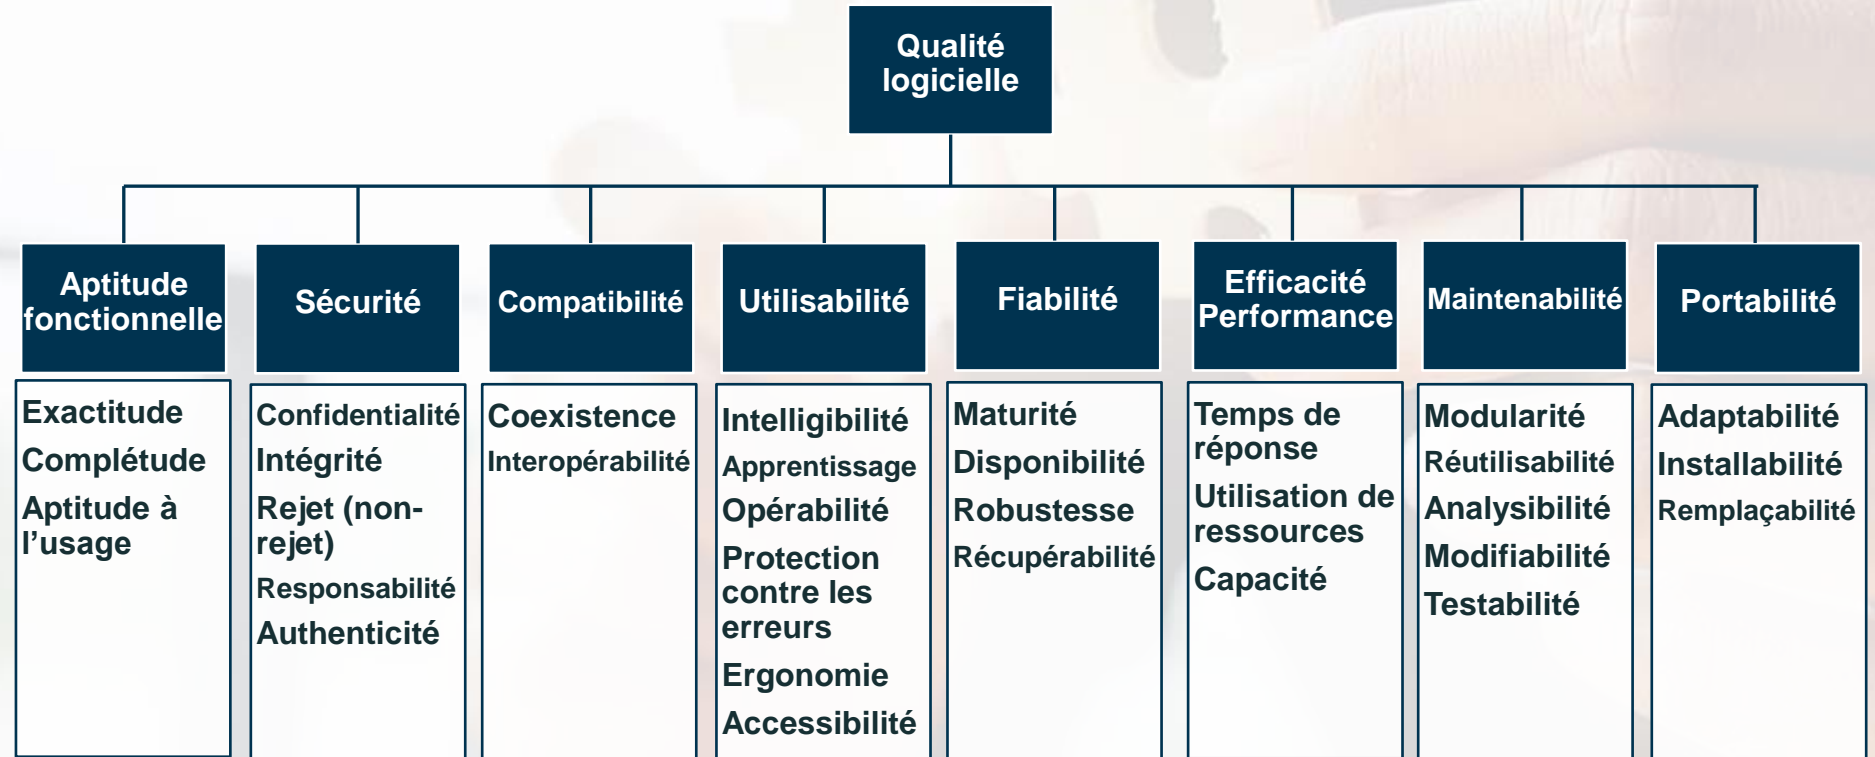 Qualité
logicielle
Aptitude
fonctionnelle
Sécurité
Compatibilité
Utilisabilité
Fiabilité
Efficacité
Performance
Maintenabilité
Portabilité
Exactitude
Complétude
Aptitude à
l’usage
Confidentialité
Intégrité
Rejet (non-
rejet)
Responsabilité
Authenticité
Coexistence
Interopérabilité
Intelligibilité
Apprentissage
Opérabilité
Protection
contre les
erreurs
Ergonomie
Accessibilité
Maturité
Disponibilité
Robustesse
Récupérabilité
Temps de
réponse
Utilisation de
ressources
Capacité
Modularité
Réutilisabilité
Analysibilité
Modifiabilité
Testabilité
Adaptabilité
Installabilité
Remplaçabilité